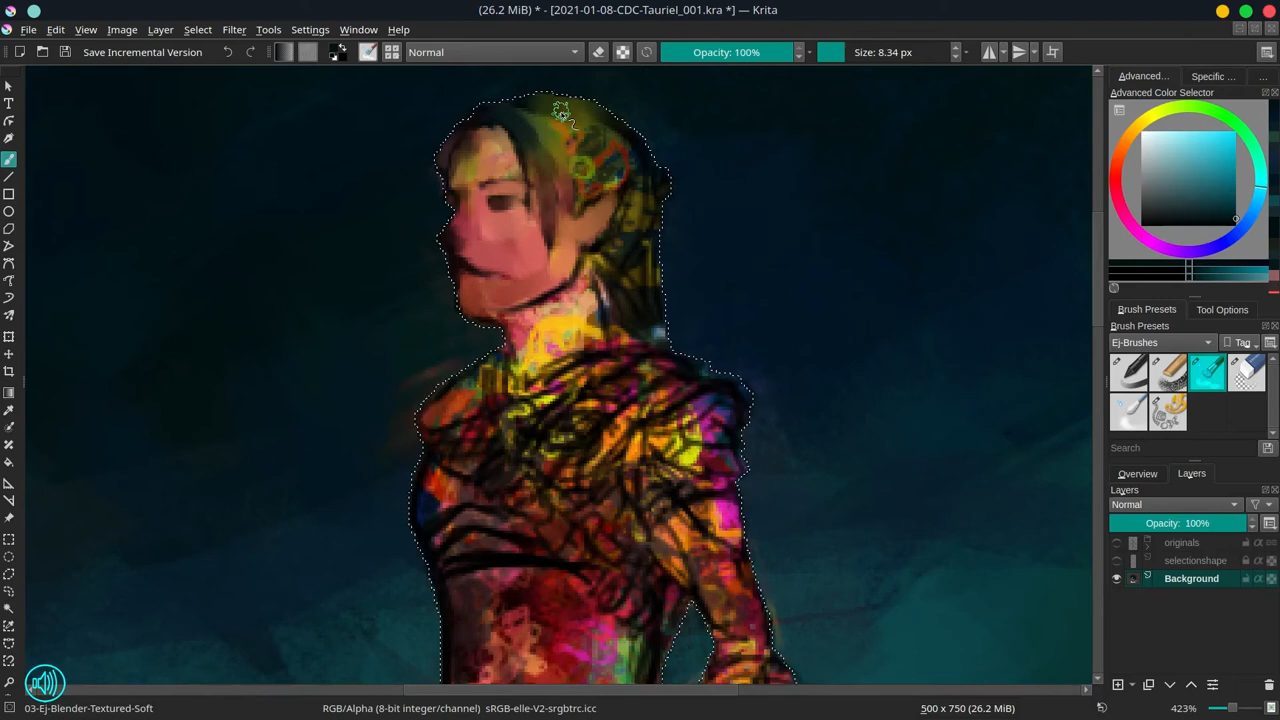 (26.2 MiB) * - [2021-01-08-CDC-Tauriel_001.kra *] — Krita
File Edit View Image Layer Select Filter Tools Settings Window Help
Save Incremental Version Normal Opacity: 100% Size: 8.34 px
Advanced... Specific ... ...
Advanced Color Selector
Brush Presets Tool Options
Brush Presets
Ej-Brushes Tag
Search
Overview Layers
Layers
Normal
Opacity: 100%
originals
selectionshape
Background
03-Ej-Blender-Textured-Soft RGB/Alpha (8-bit integer/channel) sRGB-elle-V2-srgbtrc.icc 500 x 750 (26.2 MiB) 423%